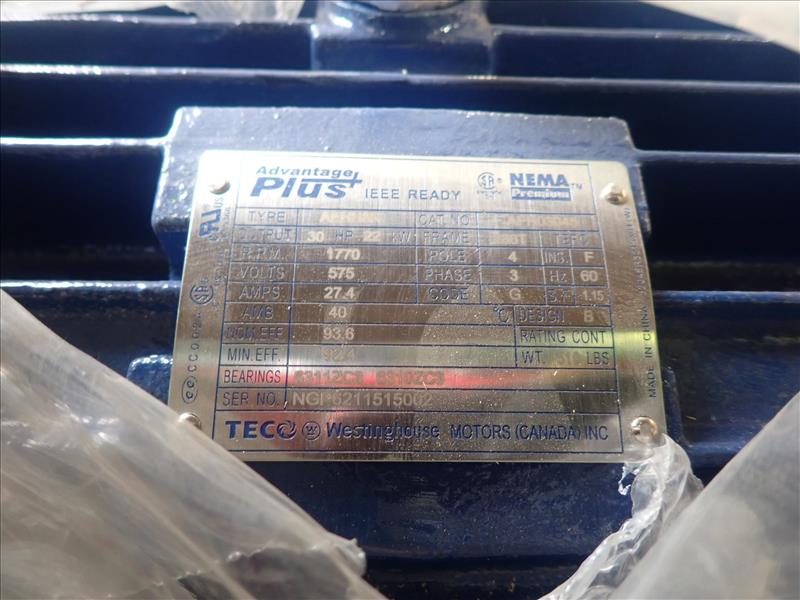 Advantage
Plus+ IEEE READY NEMA TM
Premium
TYPE CAT.NO.
OUTPUT 30 HP 22 KW FRAME
R.P.M. 1770 POLE 4 INS. F
VOLTS 575 PHASE 3 Hz 60
AMPS 27.4 CODE G S.F. 1.15
AMB 40 °C DESIGN B
NOM.EFF. 93.6 RATING CONT
MIN.EFF. WT. LBS
BEARINGS
SER NO. NGP5211515002
TECO Westinghouse MOTORS (CANADA) INC
MADE IN CHINA